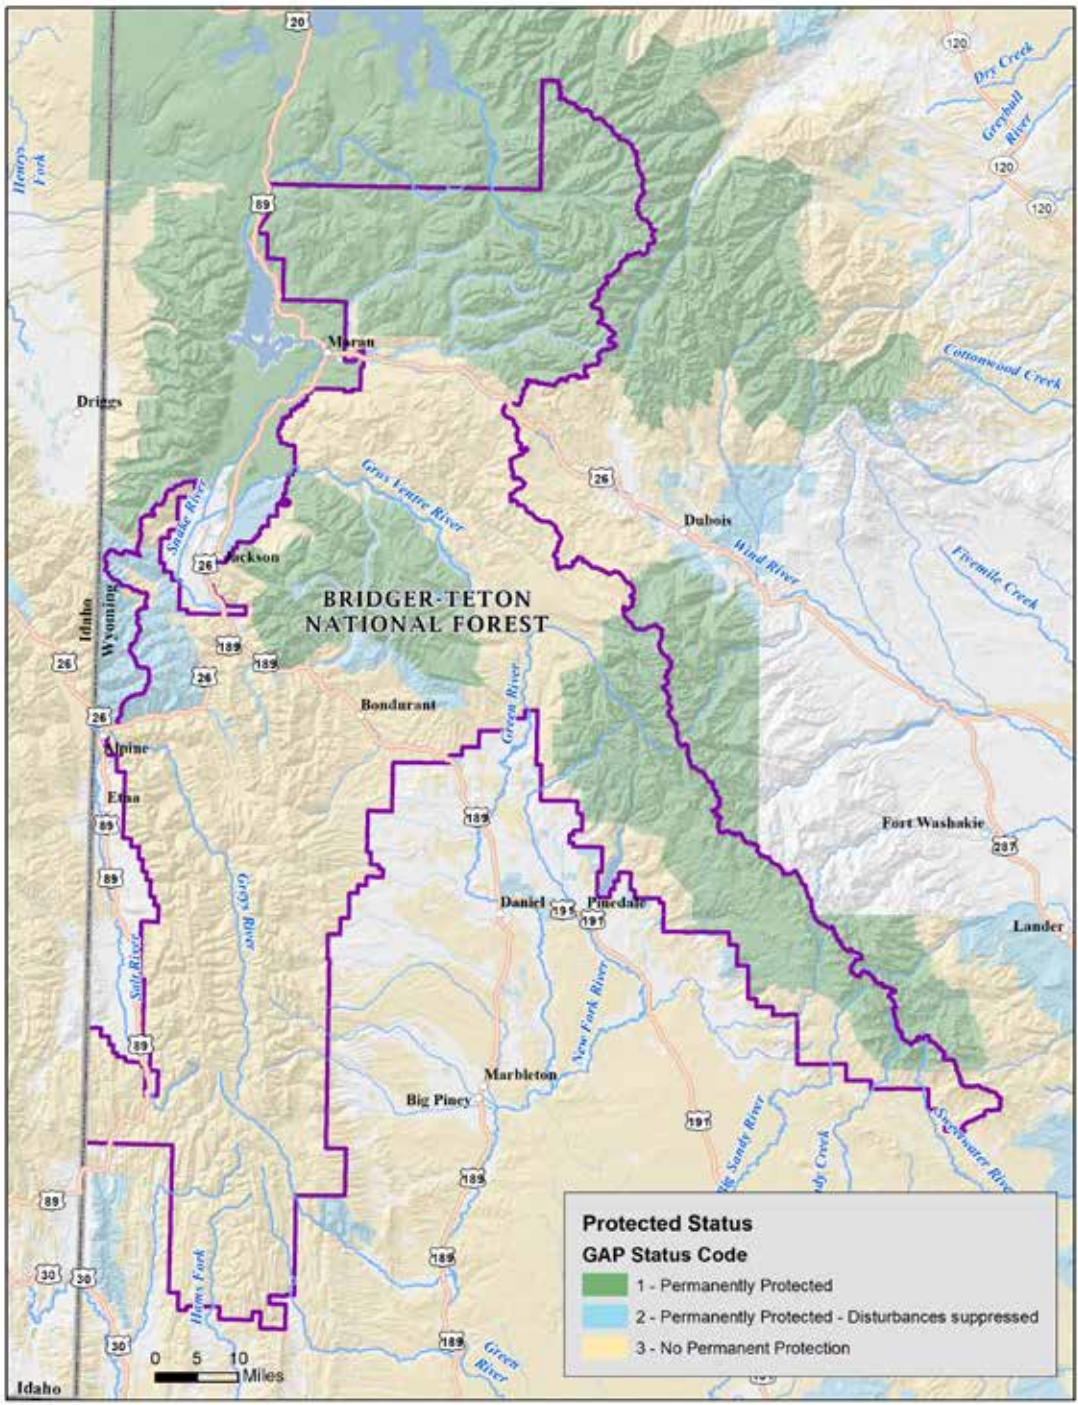 20
120
Dry Creek
Greybull
River
Henrys
Fork
120
120
89
Moran
Cottonwood Creek
Driggs
Gros Ventre River
26
Snake River
Dubois
Jackson
26
Wind River
Fivemile Creek
Idaho
Wyoming
BRIDGER-TETON
NATIONAL FOREST
189
26
189
26
Green River
Bondurant
26
Alpine
Etna
89
189
Fort Washakie
287
89
Greys River
Daniel
191
Pinedale
191
Lander
Salt River
New Fork River
89
Marbleton
Big Piney
191
Big Sandy River
ndy Creek
Sweetwater River
189
89
Protected Status
GAP Status Code
1 - Permanently Protected
2 - Permanently Protected - Disturbances suppressed
3 - No Permanent Protection
189
30
30
Hams Fork
30
189
Green
River
0 5 10
Miles
Idaho